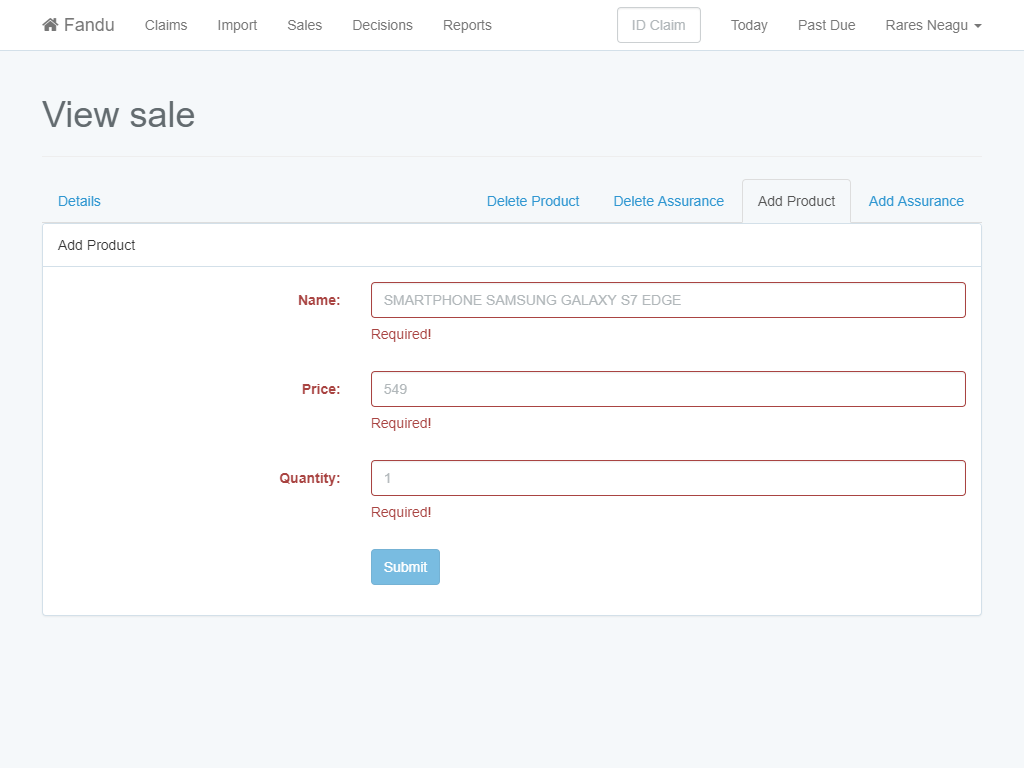 Fandu Claims Import Sales Decisions Reports ID Claim Today Past Due Rares Neagu
View sale
Details Delete Product Delete Assurance Add Product Add Assurance
Add Product
Name: SMARTPHONE SAMSUNG GALAXY S7 EDGE
Required!
Price: 549
Required!
Quantity: 1
Required!
Submit